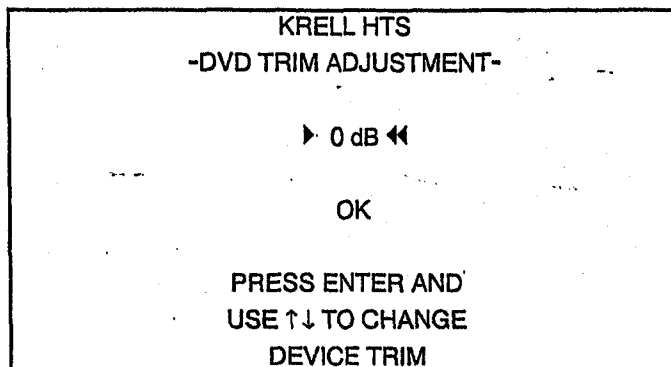 KRELL HTS
-DVD TRIM ADJUSTMENT-
▶ 0 dB ◀◀
OK
PRESS ENTER AND
USE ↑↓ TO CHANGE
DEVICE TRIM